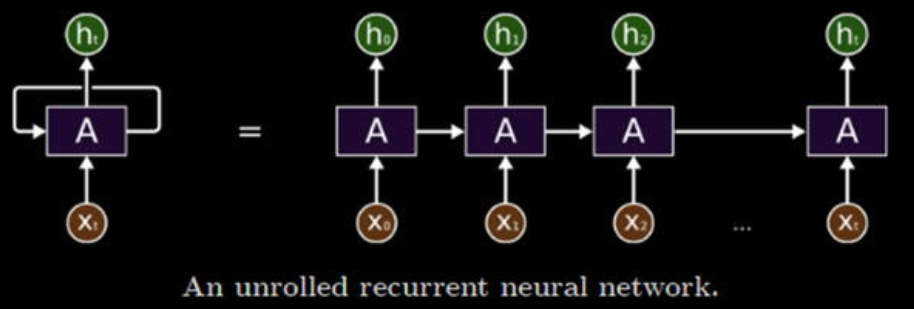 hₜ h₀ h₁ h₂ hₜ
A = A A A A
xₜ x₀ x₁ x₂ ... xₜ
An unrolled recurrent neural network.